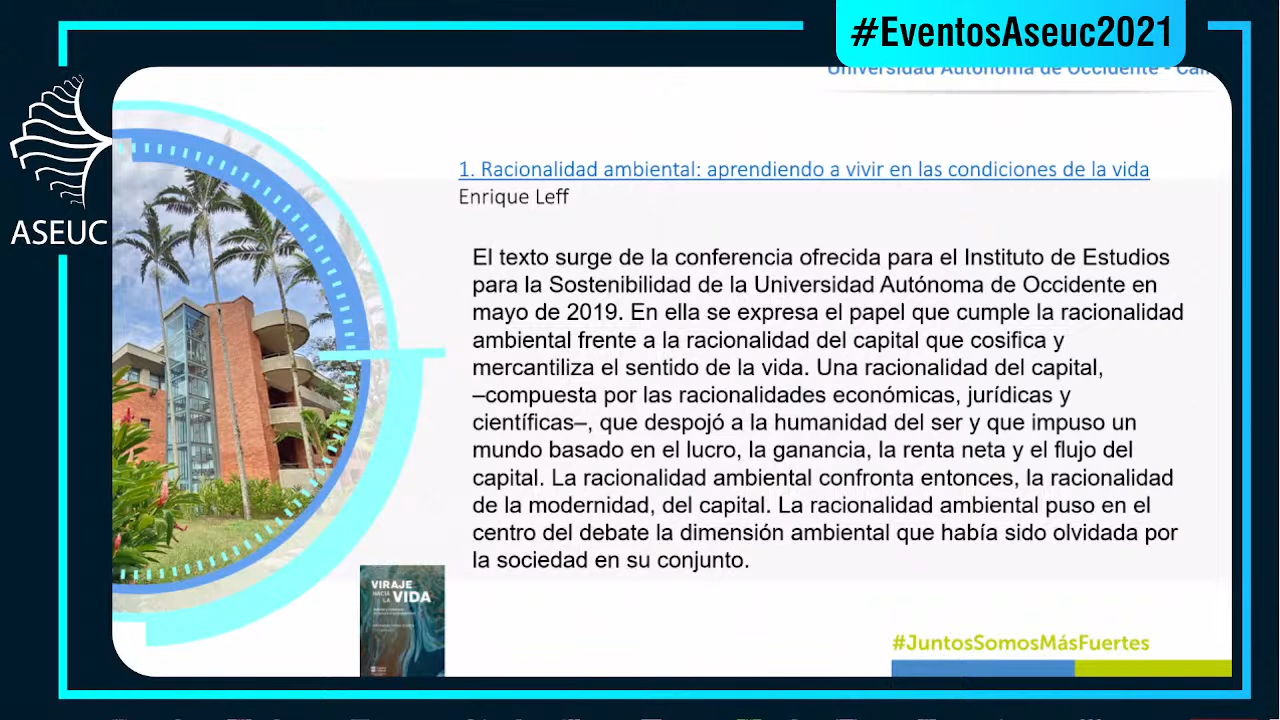 #EventosAseuc2021
Universidad Autónoma de Occidente - Cali
ASEUC
1. Racionalidad ambiental: aprendiendo a vivir en las condiciones de la vida
Enrique Leff
El texto surge de la conferencia ofrecida para el Instituto de Estudios
para la Sostenibilidad de la Universidad Autónoma de Occidente en
mayo de 2019. En ella se expresa el papel que cumple la racionalidad
ambiental frente a la racionalidad del capital que cosifica y
mercantiliza el sentido de la vida. Una racionalidad del capital,
–compuesta por las racionalidades económicas, jurídicas y
científicas–, que despojó a la humanidad del ser y que impuso un
mundo basado en el lucro, la ganancia, la renta neta y el flujo del
capital. La racionalidad ambiental confronta entonces, la racionalidad
de la modernidad, del capital. La racionalidad ambiental puso en el
centro del debate la dimensión ambiental que había sido olvidada por
la sociedad en su conjunto.
VIRAJE
HACIA
LA VIDA
#JuntosSomosMásFuertes